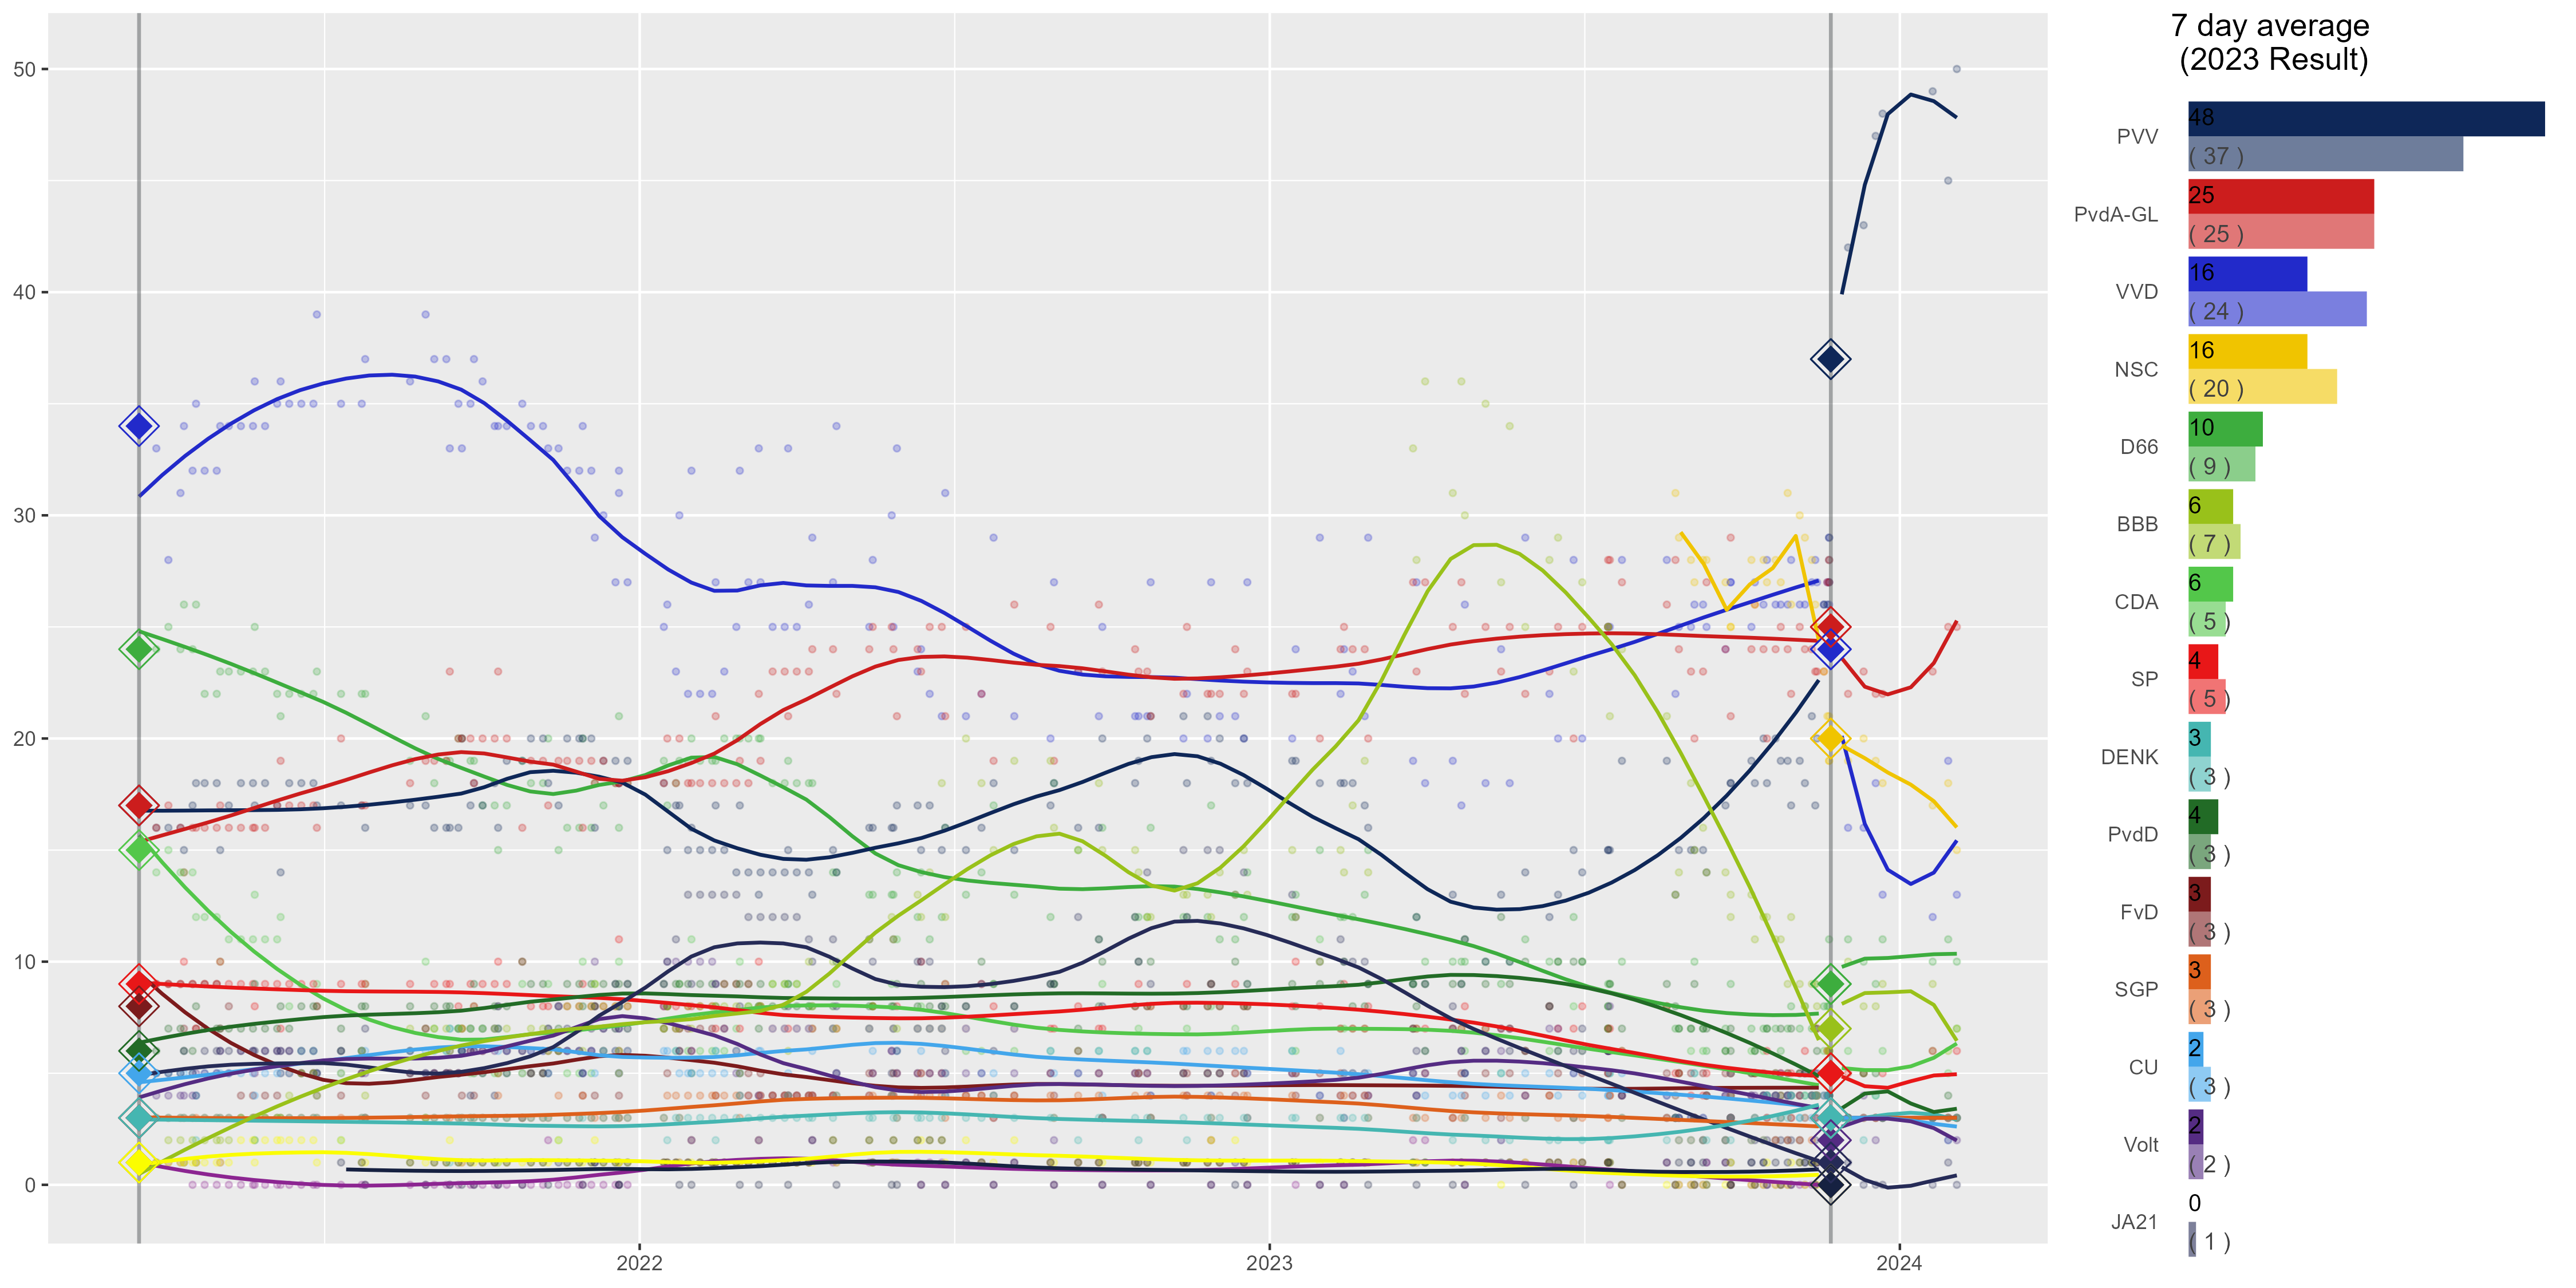 7 day average
(2023 Result)
50
40
30
20
10
0
2022
2023
2024
PVV
48
( 37 )
PvdA-GL
25
( 25 )
VVD
16
( 24 )
NSC
16
( 20 )
D66
10
( 9 )
BBB
6
( 7 )
CDA
6
( 5 )
SP
4
( 5 )
DENK
3
( 3 )
PvdD
4
( 3 )
FvD
3
( 3 )
SGP
3
( 3 )
CU
2
( 3 )
Volt
2
( 2 )
JA21
0
( 1 )